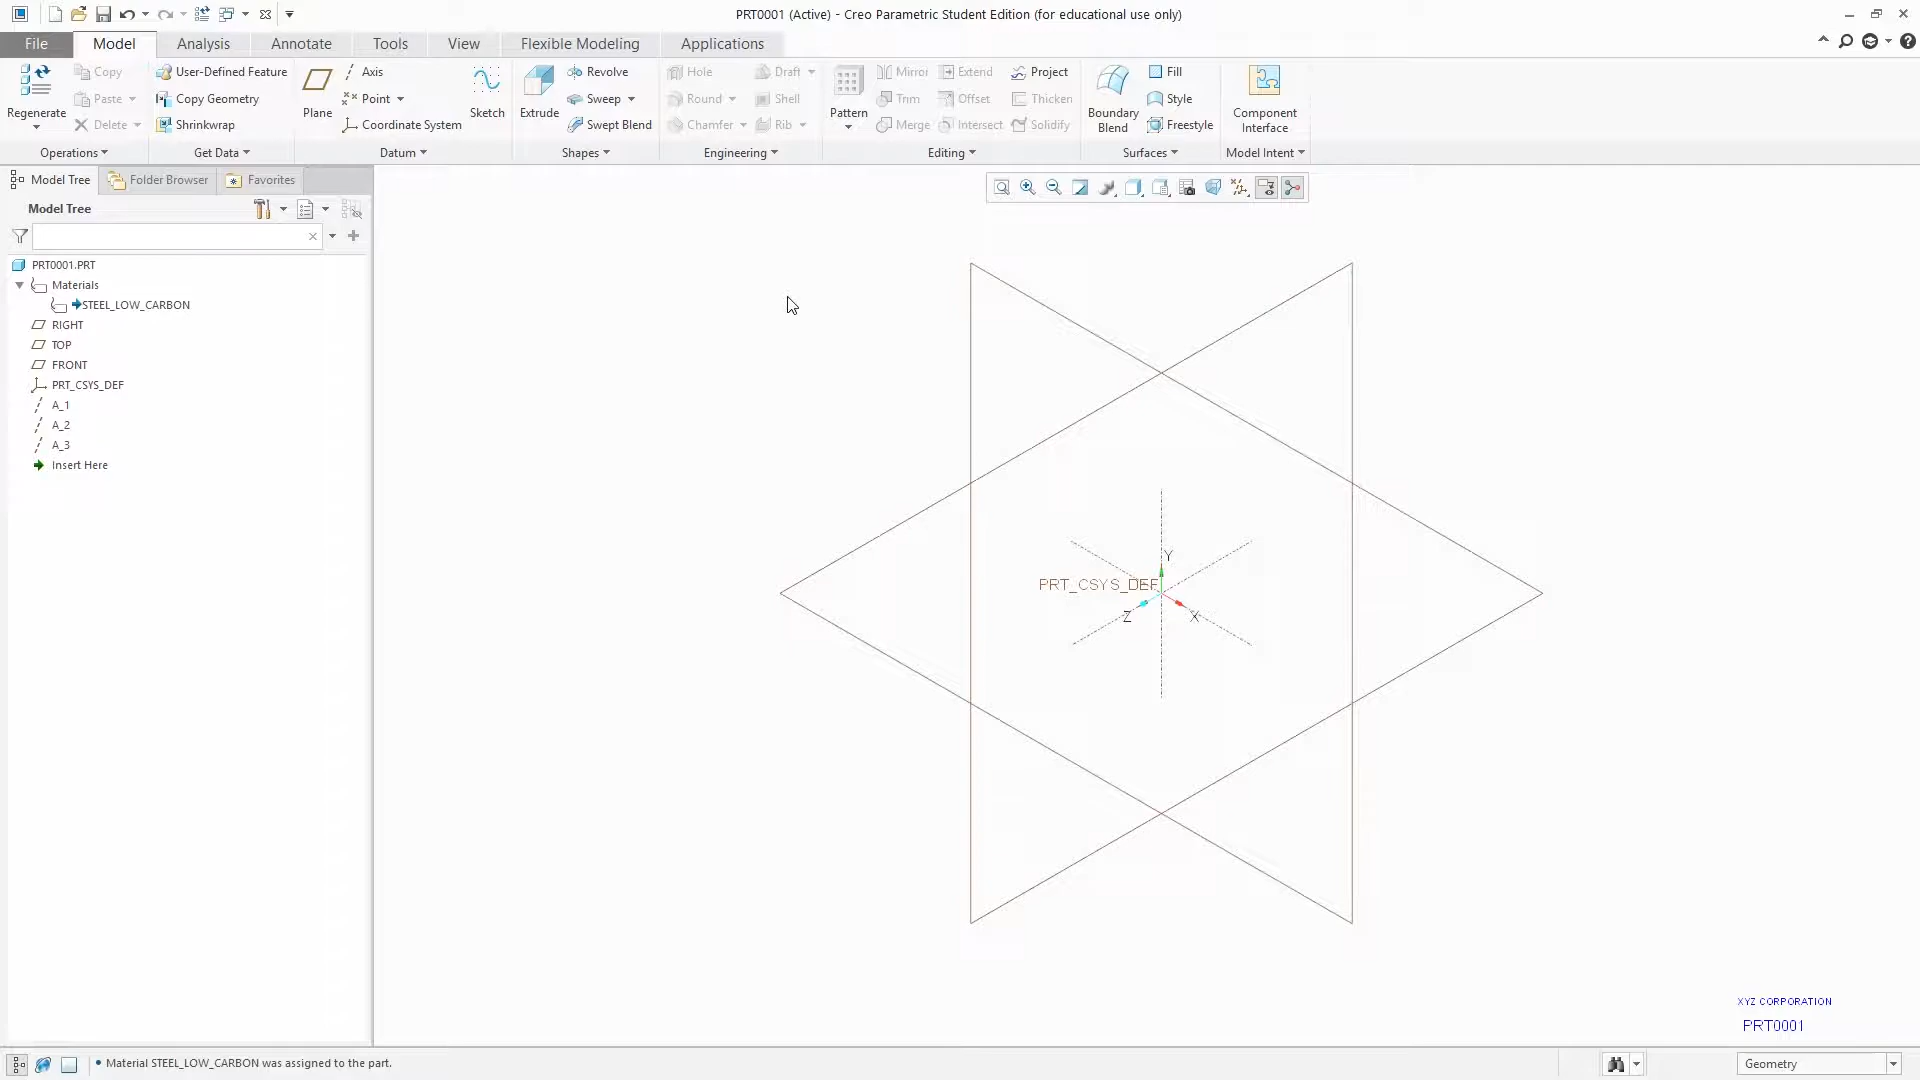 PRT0001 (Active) - Creo Parametric Student Edition (for educational use only)
File Model Analysis Annotate Tools View Flexible Modeling Applications
Regenerate
Copy
Paste
Delete
Operations
User-Defined Feature
Copy Geometry
Shrinkwrap
Get Data
Plane
Axis
Point
Coordinate System
Sketch
Datum
Extrude
Revolve
Sweep
Swept Blend
Shapes
Hole
Round
Chamfer
Draft
Shell
Rib
Engineering
Pattern
Mirror
Trim
Merge
Extend
Offset
Intersect
Project
Thicken
Solidify
Editing
Boundary
Blend
Fill
Style
Freestyle
Surfaces
Component
Interface
Model Intent
Model Tree Folder Browser Favorites
Model Tree
PRT0001.PRT
Materials
STEEL_LOW_CARBON
RIGHT
TOP
FRONT
PRT_CSYS_DEF
A_1
A_2
A_3
Insert Here
Y
PRT_CSYS_DEF
Z
X
XYZ CORPORATION
PRT0001
• Material STEEL_LOW_CARBON was assigned to the part.
Geometry